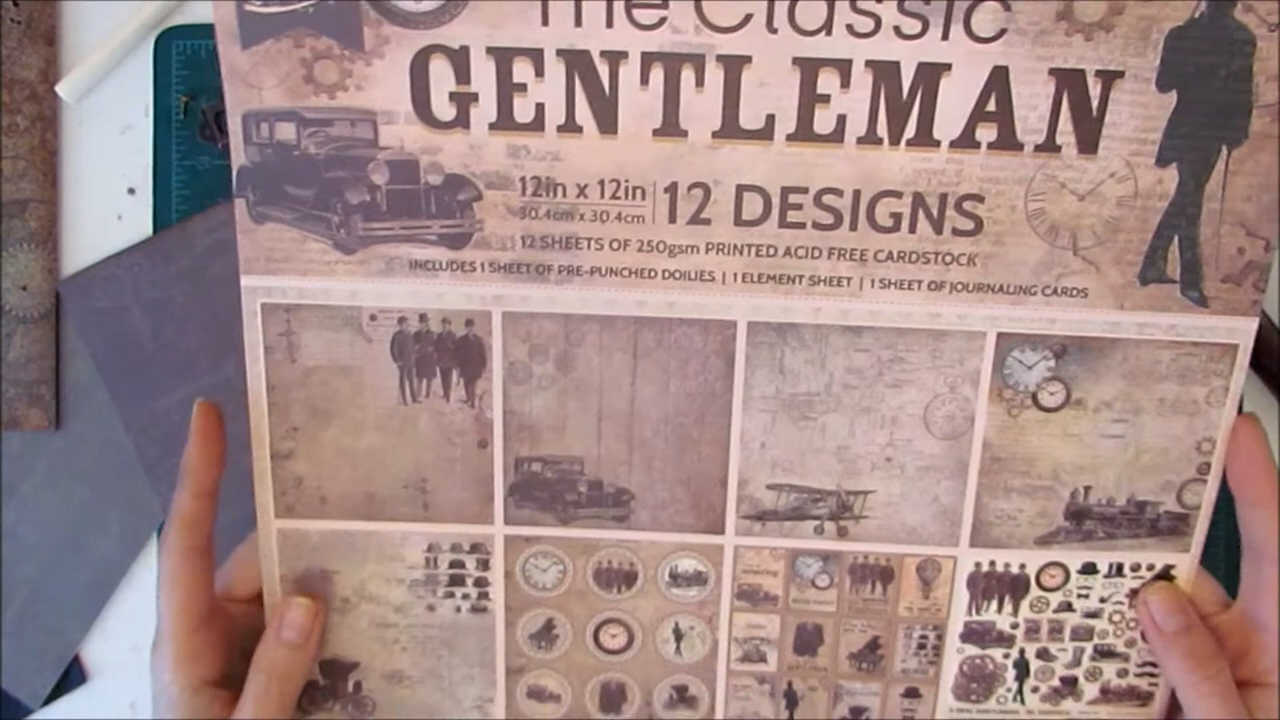 The Classic
GENTLEMAN
12in x 12in
30.4cm x 30.4cm
12 DESIGNS
12 SHEETS OF 250gsm PRINTED ACID FREE CARDSTOCK
INCLUDES 1 SHEET OF PRE-PUNCHED DOILIES | 1 ELEMENT SHEET | 1 SHEET OF JOURNALING CARDS